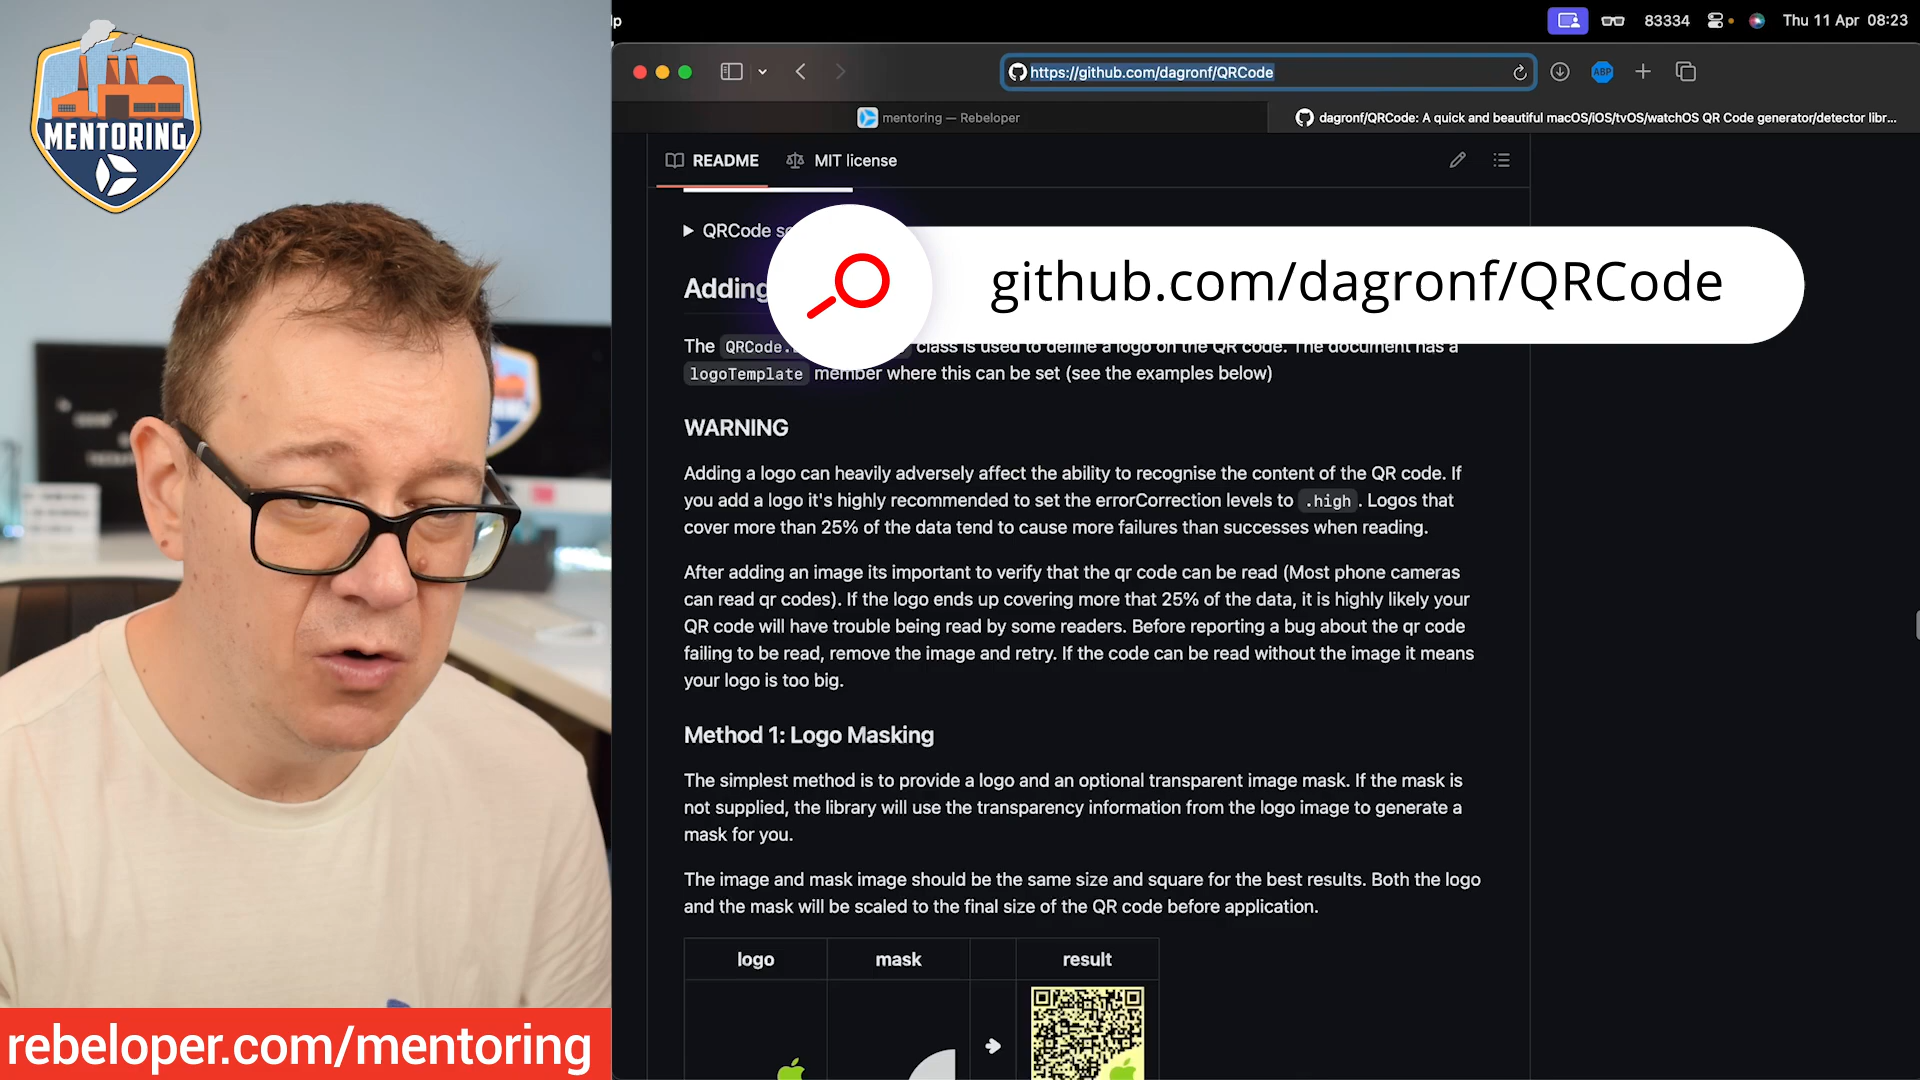 MENTORING
lp
83334
Thu 11 Apr 08:23
https://github.com/dagronf/QRCode
ABP
mentoring — Rebeloper
dagronf/QRCode: A quick and beautiful macOS/iOS/tvOS/watchOS QR Code generator/detector libr...
README
MIT license
QRCode
github.com/dagronf/QRCode
Adding
The QRCode. class is used to define a logo on the QR code. The document has a
logoTemplate member where this can be set (see the examples below)
WARNING
Adding a logo can heavily adversely affect the ability to recognise the content of the QR code. If
you add a logo it's highly recommended to set the errorCorrection levels to .high. Logos that
cover more than 25% of the data tend to cause more failures than successes when reading.
After adding an image its important to verify that the qr code can be read (Most phone cameras
can read qr codes). If the logo ends up covering more that 25% of the data, it is highly likely your
QR code will have trouble being read by some readers. Before reporting a bug about the qr code
failing to be read, remove the image and retry. If the code can be read without the image it means
your logo is too big.
Method 1: Logo Masking
The simplest method is to provide a logo and an optional transparent image mask. If the mask is
not supplied, the library will use the transparency information from the logo image to generate a
mask for you.
The image and mask image should be the same size and square for the best results. Both the logo
and the mask will be scaled to the final size of the QR code before application.
logo mask result
MENTORING
rebeloper.com/mentoring